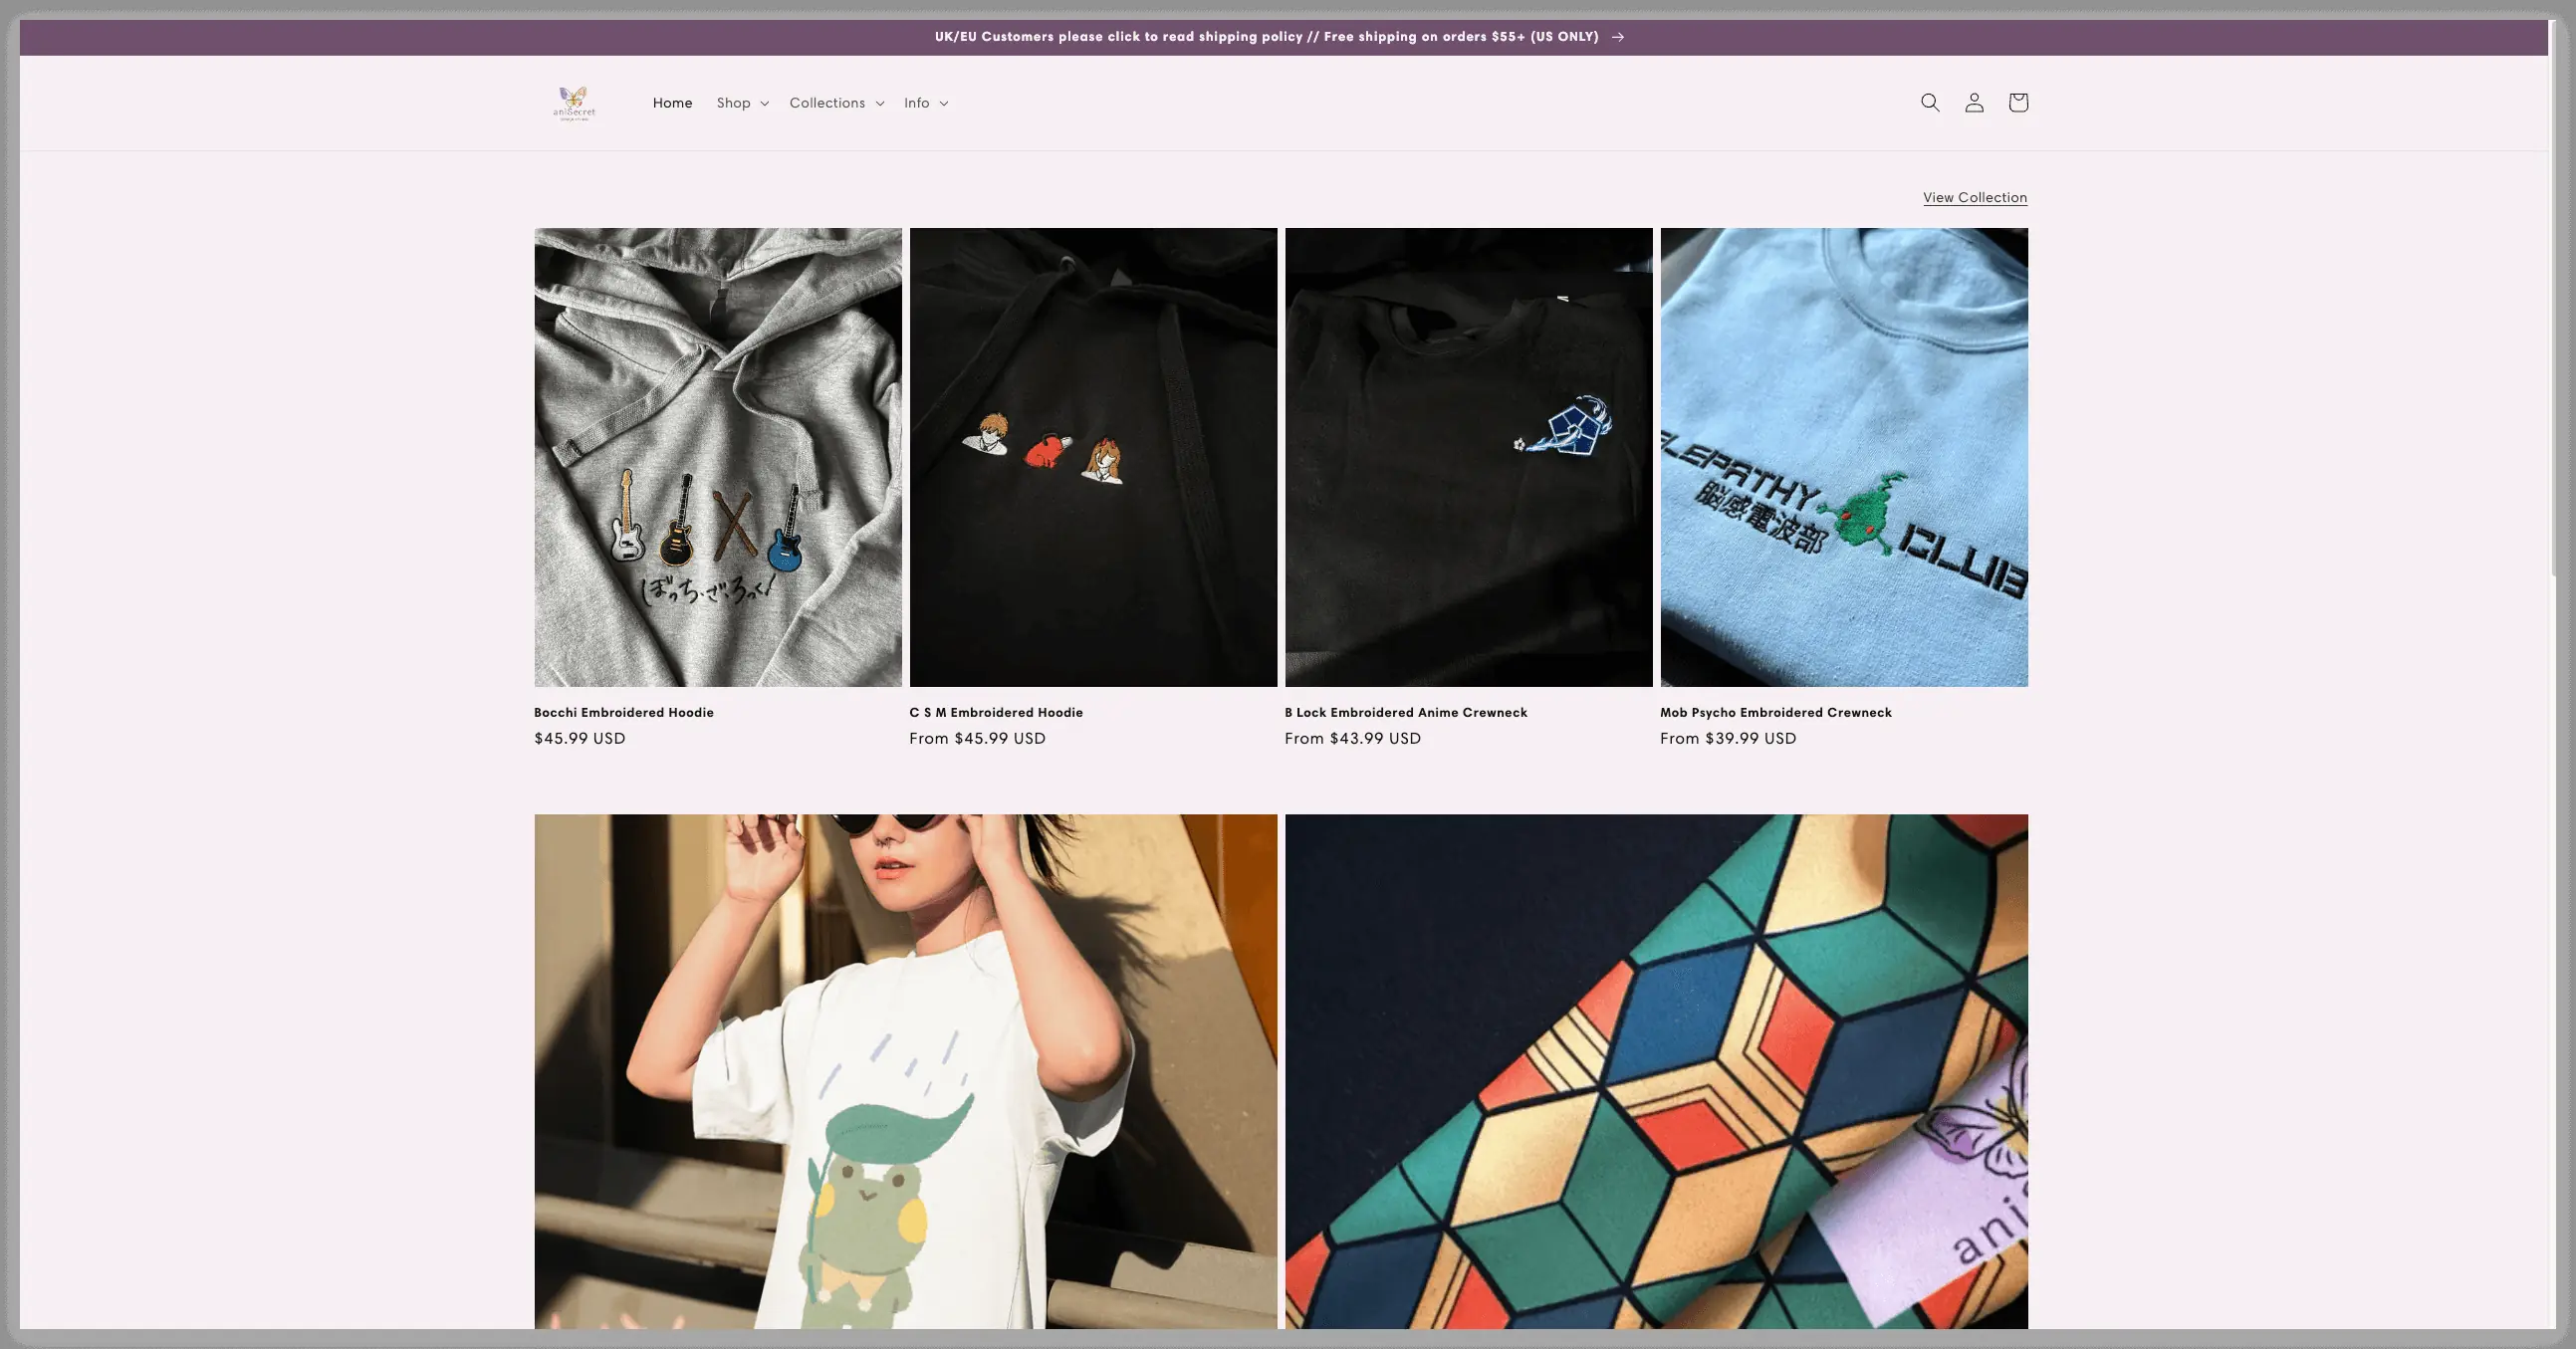 UK/EU Customers please click to read shipping policy // Free shipping on orders $55+ (US ONLY) →
aniSecret
Home
Shop
Collections
Info
View Collection
ぼっち・ざ・ろっく!
ELEPATHY
脳感電波部
CLUB
Bocchi Embroidered Hoodie
$45.99 USD
C S M Embroidered Hoodie
From $45.99 USD
B Lock Embroidered Anime Crewneck
From $43.99 USD
Mob Psycho Embroidered Crewneck
From $39.99 USD
anis